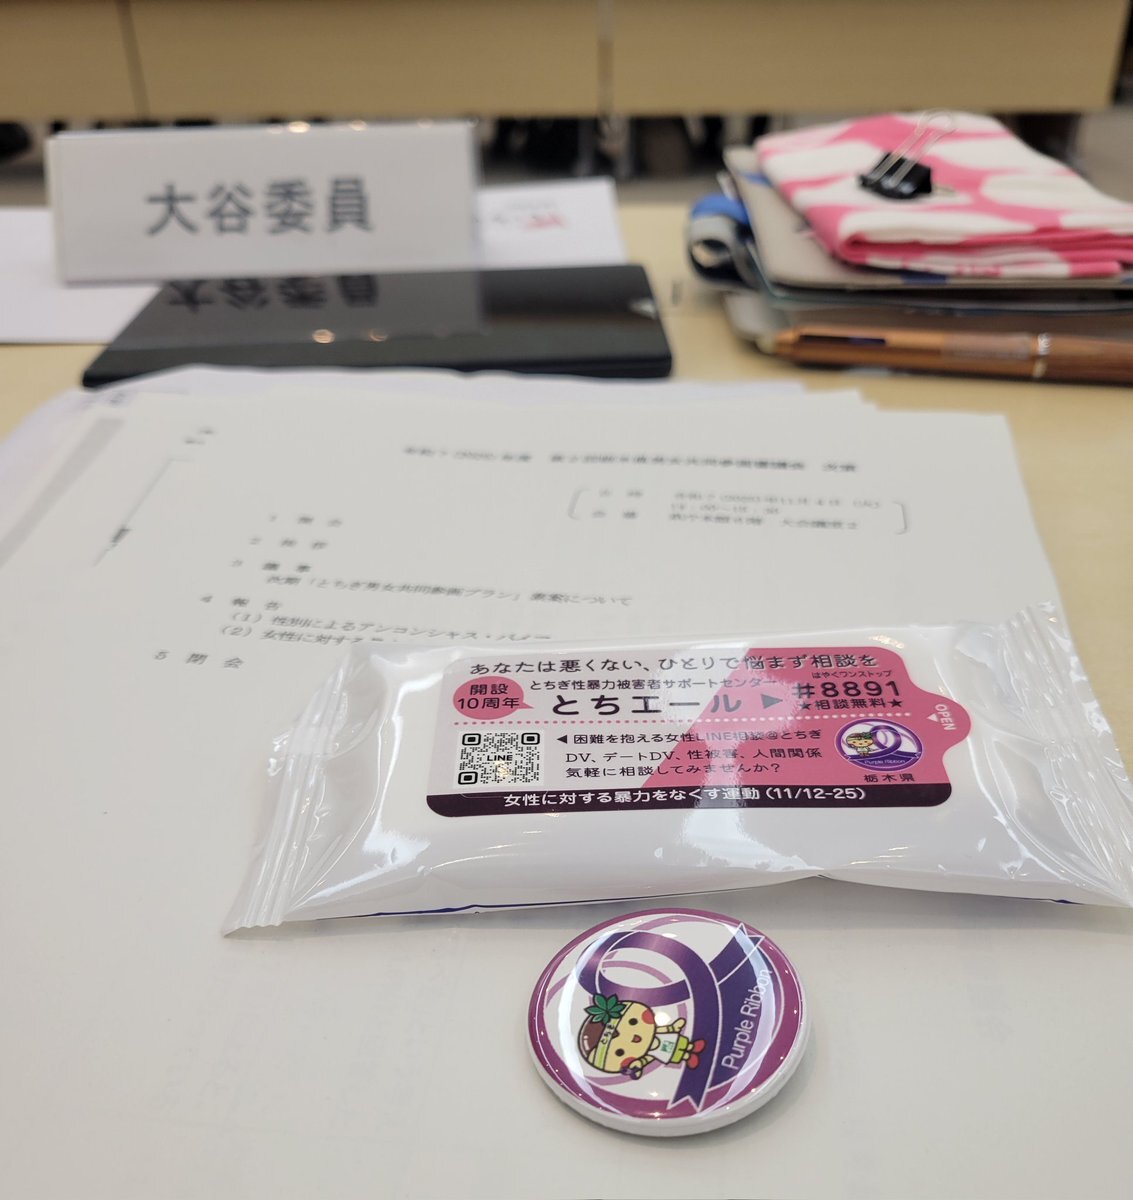 大谷委員
1 開 会
2 挨 拶
3 議 事
次期「とちぎ男女共同参画プラン」素案について
4 報 告
(1) 性別によるアンコンシャス・バイ
(2) 女性に対する
5 閉 会
あなたは悪くない、ひとりで悩まず相談を
開設
10周年
とちぎ性暴力被害者サポートセンター
とちエール ▶
はやくワンストップ
#8891
★相談無料★
OPEN
LINE
◀ 困難を抱える女性LINE相談@とちぎ
DV、デートDV、性被害、人間関係
気軽に相談してみませんか?
Purple Ribbon
栃木県
女性に対する暴力をなくす運動(11/12-25)
とちぎ
Purple Ribbon